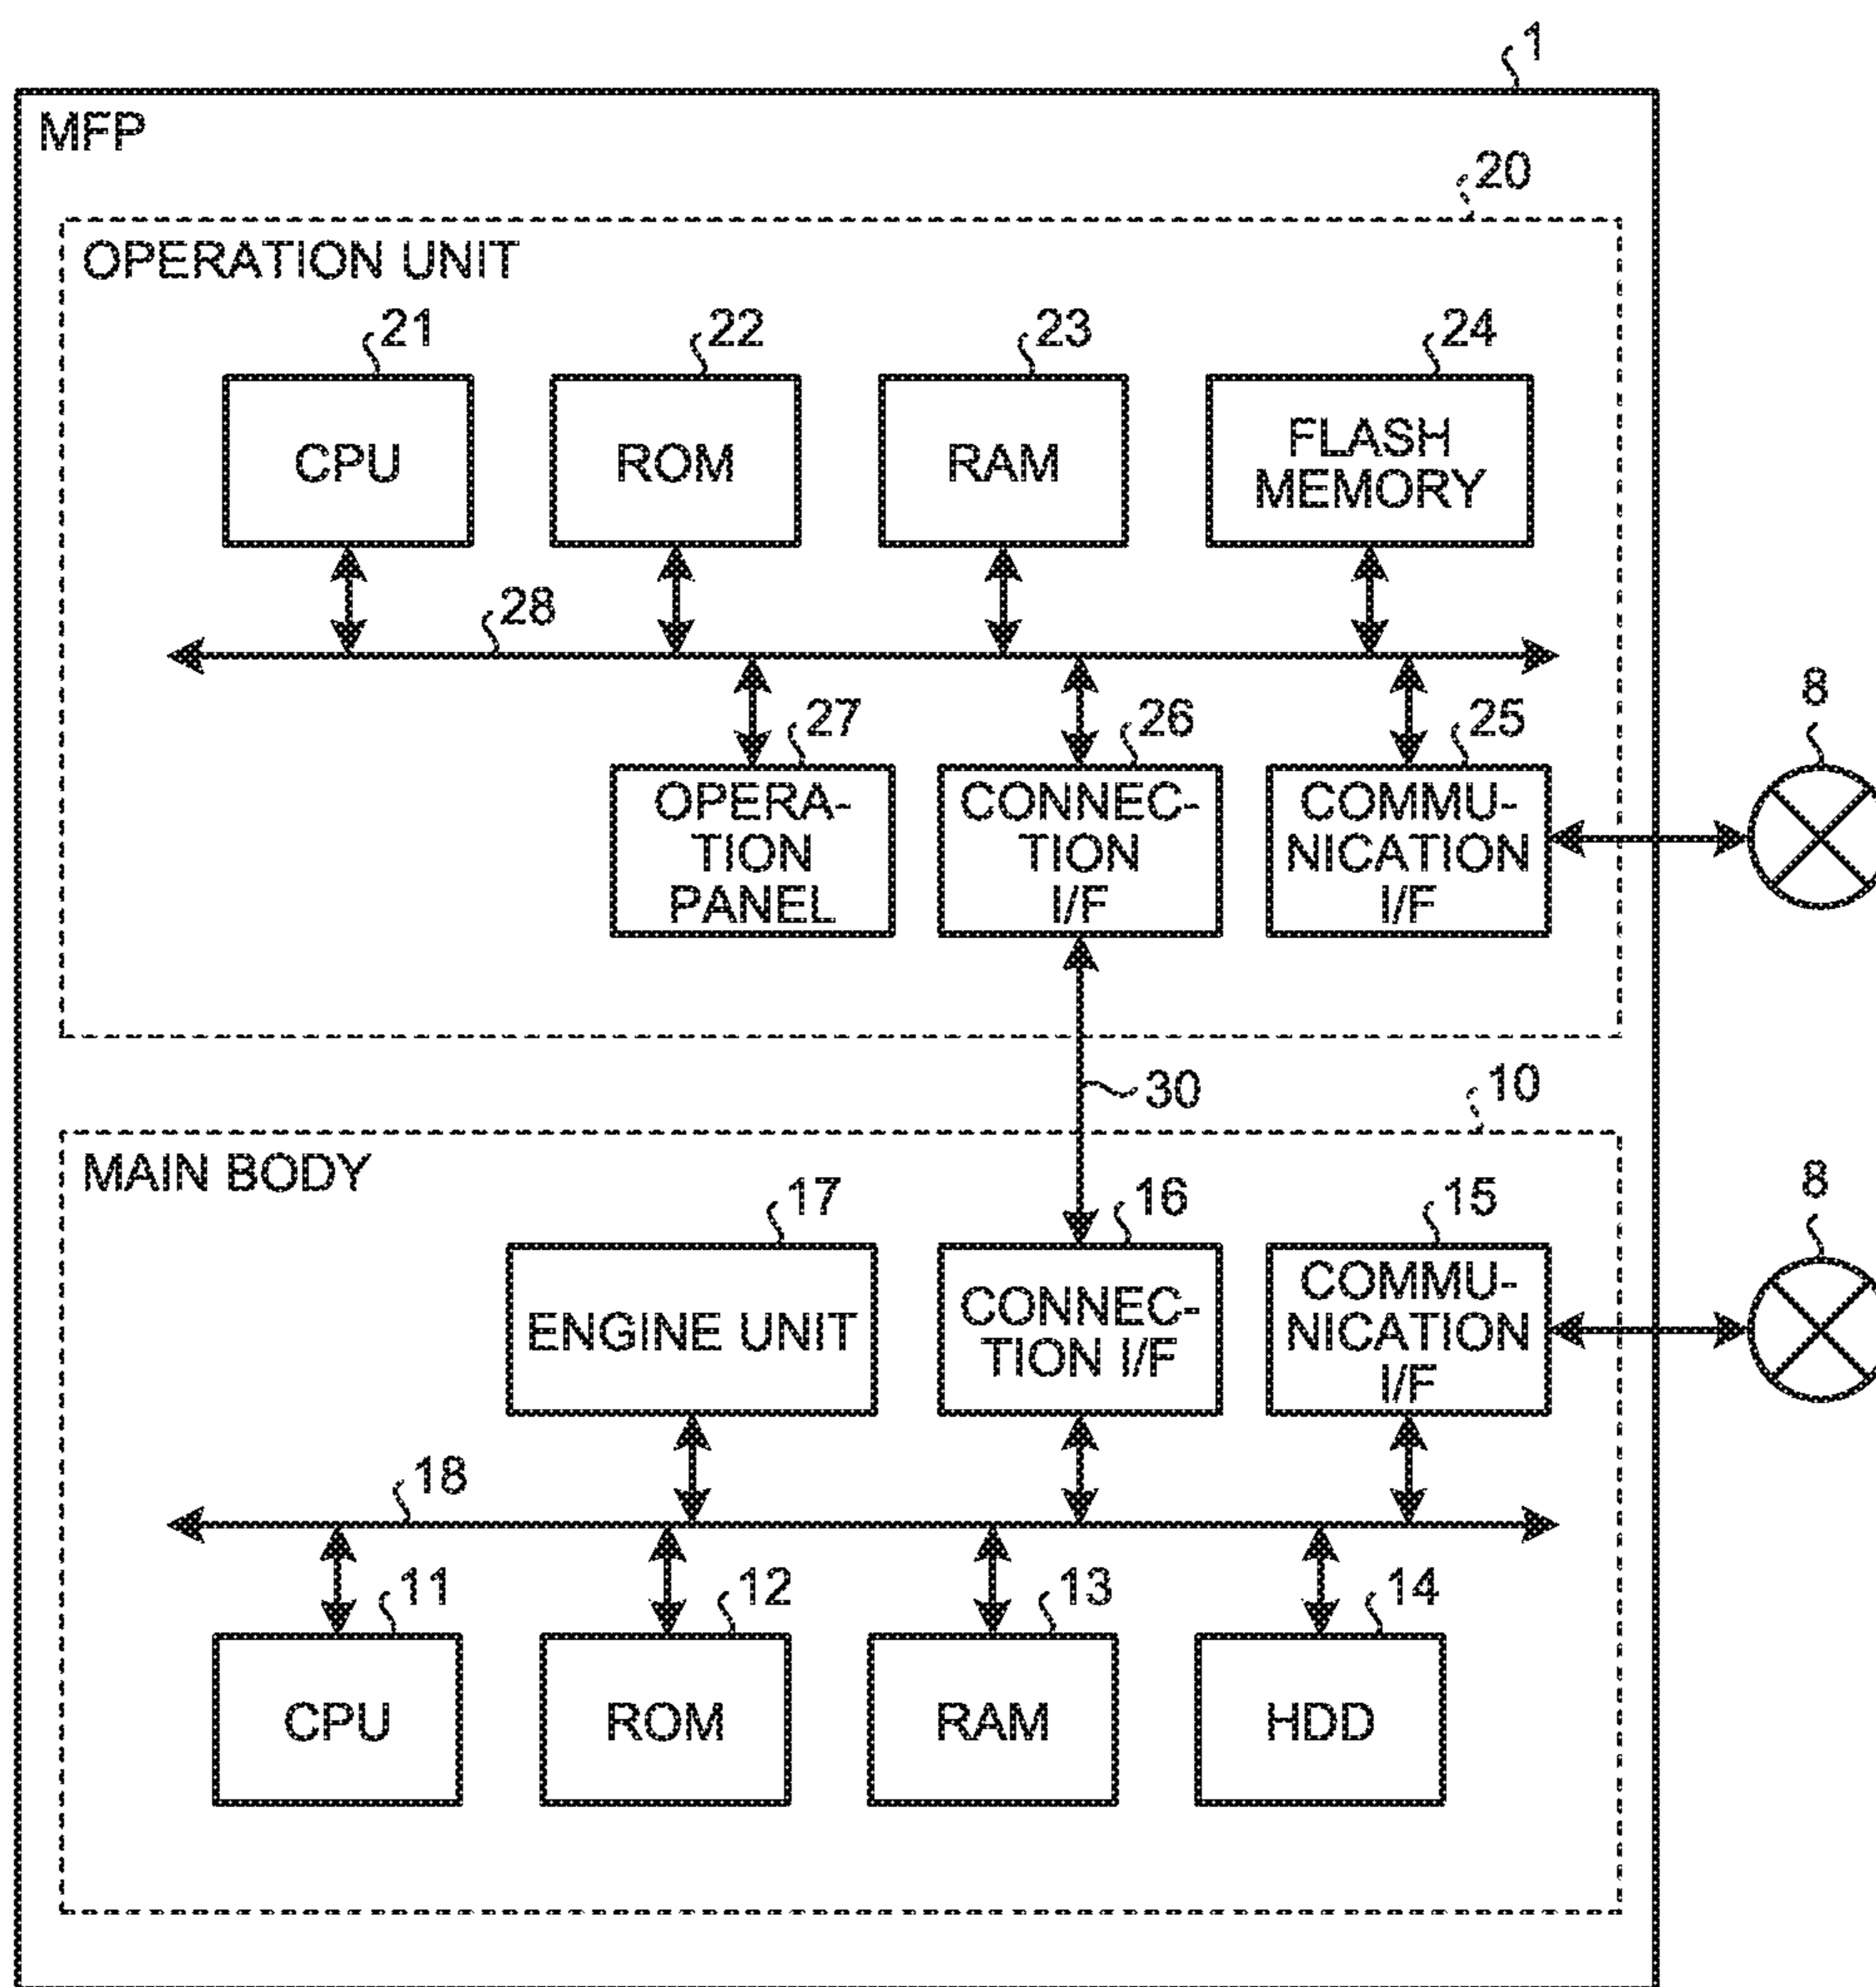 1
MFP
20
OPERATION UNIT
21
22
23
24
CPU
ROM
RAM
FLASH
MEMORY
28
27
26
25
8
OPERA-
TION
PANEL
CONNEC-
TION
I/F
COMMU-
NICATION
I/F
30
10
MAIN BODY
17
16
15
8
ENGINE UNIT
CONNEC-
TION I/F
COMMU-
NICATION
I/F
18
11
12
13
14
CPU
ROM
RAM
HDD